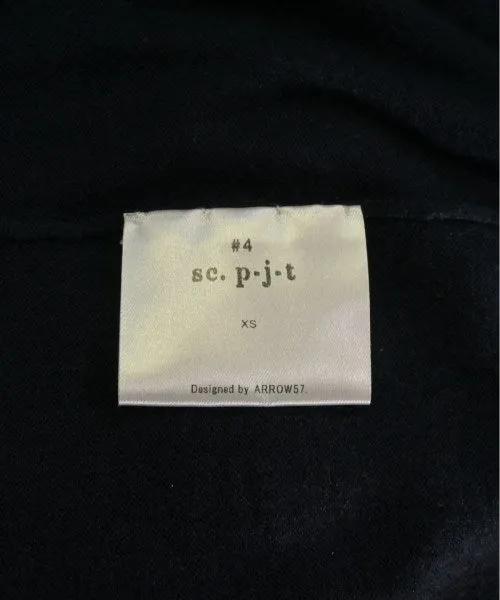 #4
sc. p-j-t
XS
Designed by ARROW57.